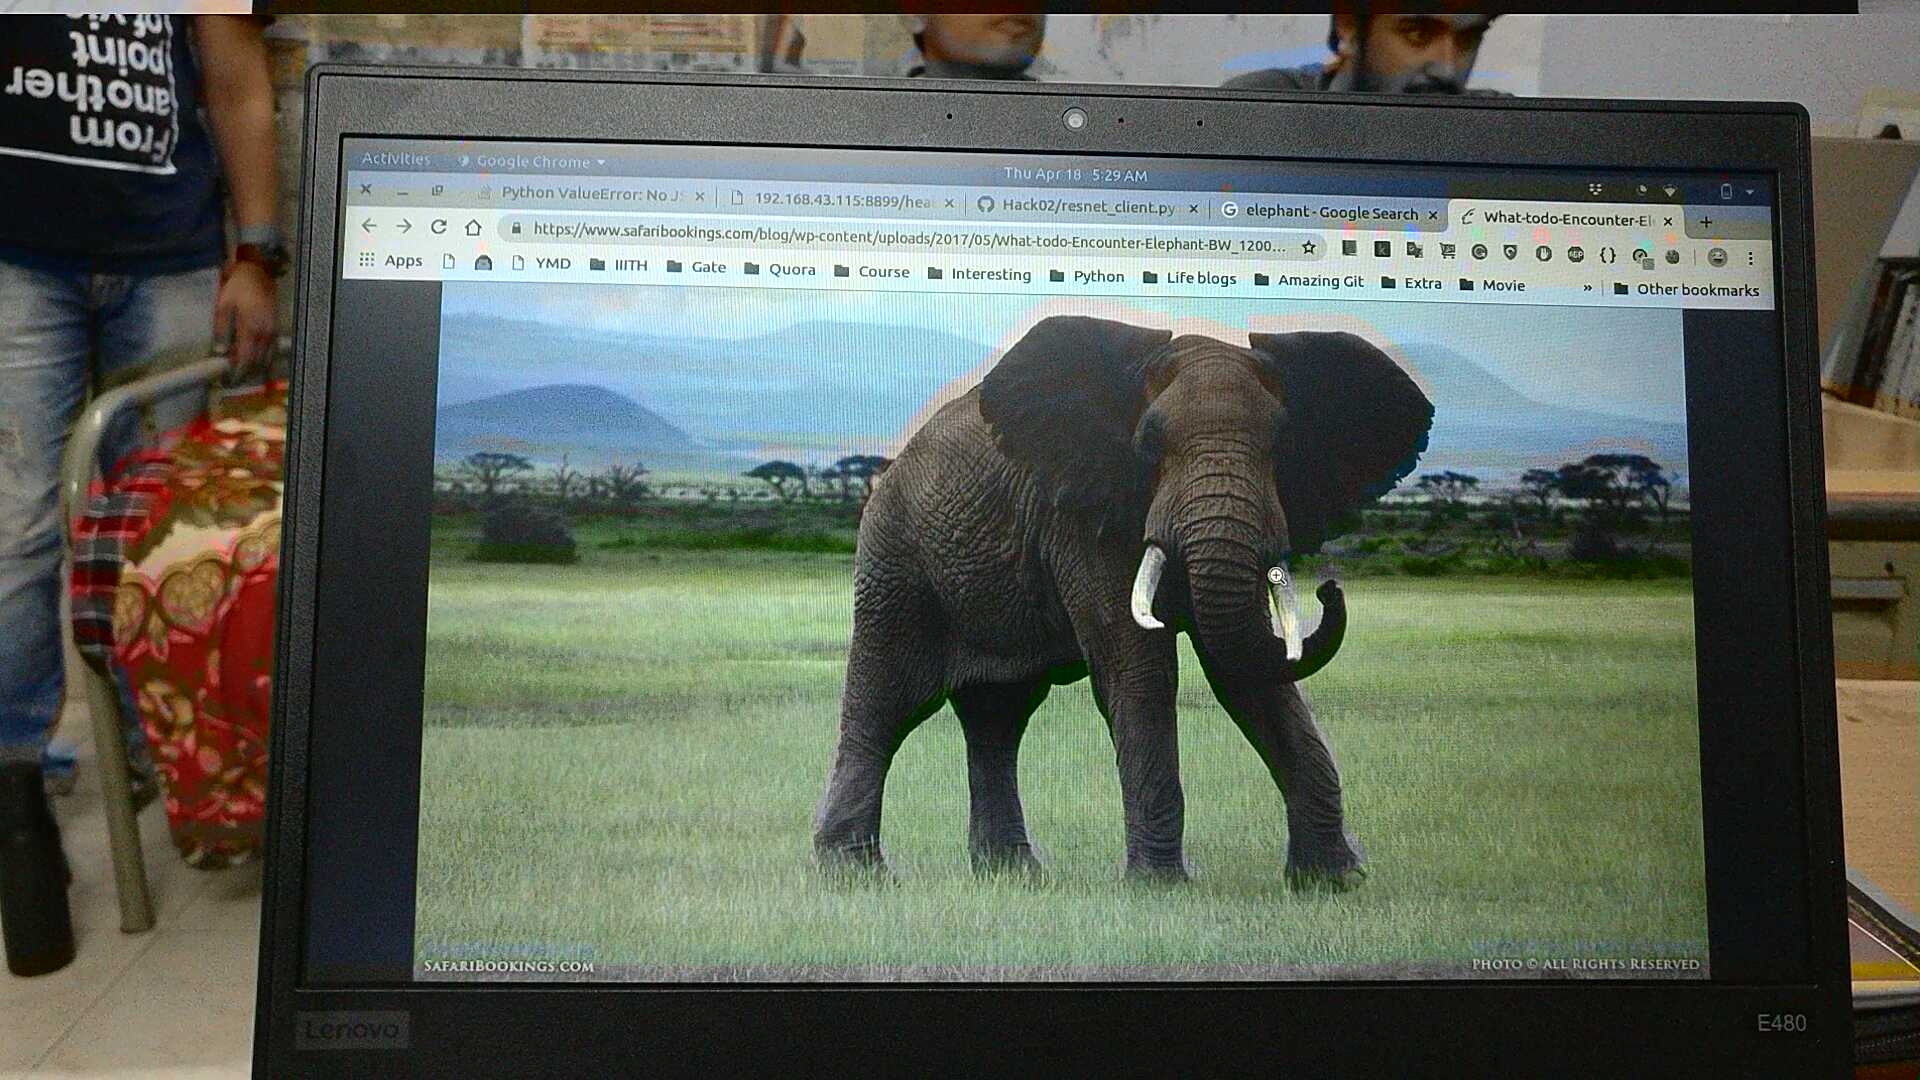 From
another
point
of vie
Activities Google Chrome
Thu Apr 18 5:29 AM
Python ValueError: No JS
192.168.43.115:8899/hea
Hack02/resnet_client.py
elephant - Google Search
What-todo-Encounter-El
https://www.safaribookings.com/blog/wp-content/uploads/2017/05/What-todo-Encounter-Elephant-BW_1200...
Apps YMD IIITH Gate Quora Course Interesting Python Life blogs Amazing Git Extra Movie » Other bookmarks
SAFARIBOOKINGS.COM
PHOTO © ALL RIGHTS RESERVED
Lenovo
E480